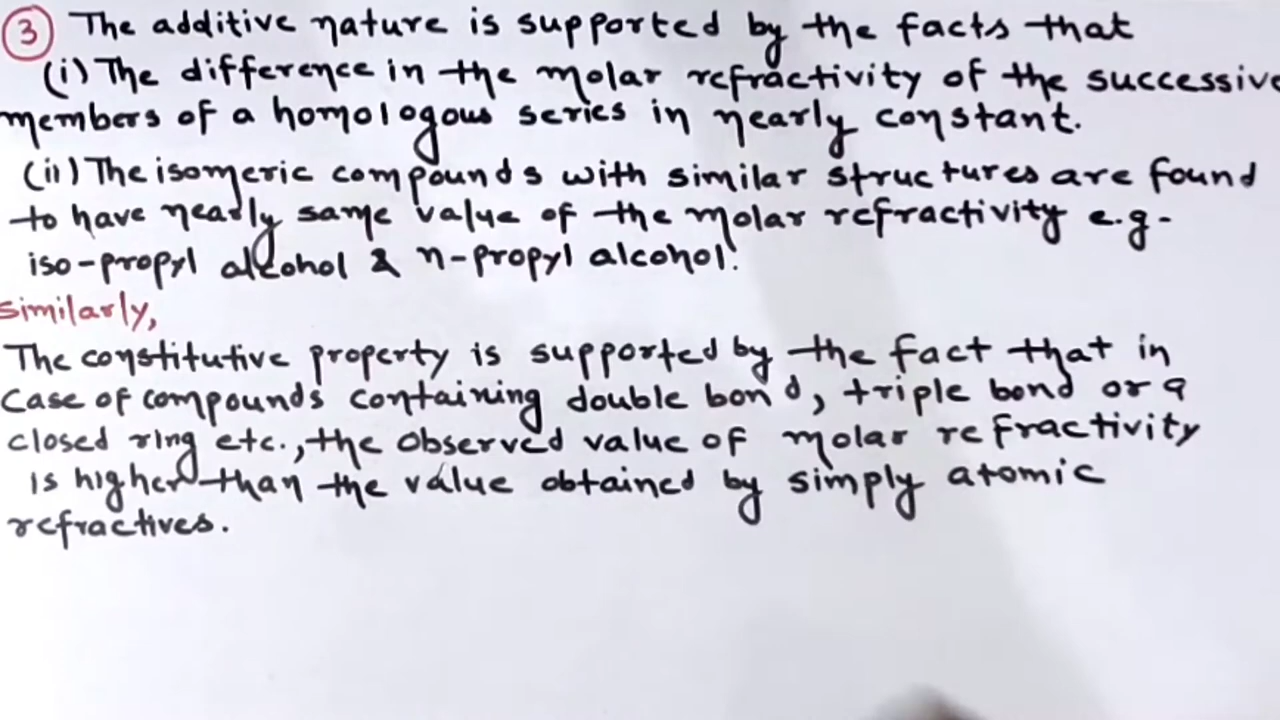 3 The additive nature is supported by the facts that
(i) The difference in the molar refractivity of the successive
members of a homologous series in nearly constant.
(ii) The isomeric compounds with similar structures are found
to have nearly same value of the molar refractivity e.g-
iso-propyl alcohol & n-propyl alcohol.
Similarly,
The constitutive property is supported by the fact that in
Case of compounds containing double bond, triple bond or a
closed ring etc., the observed value of molar refractivity
is higher than the value obtained by simply atomic
refractives.